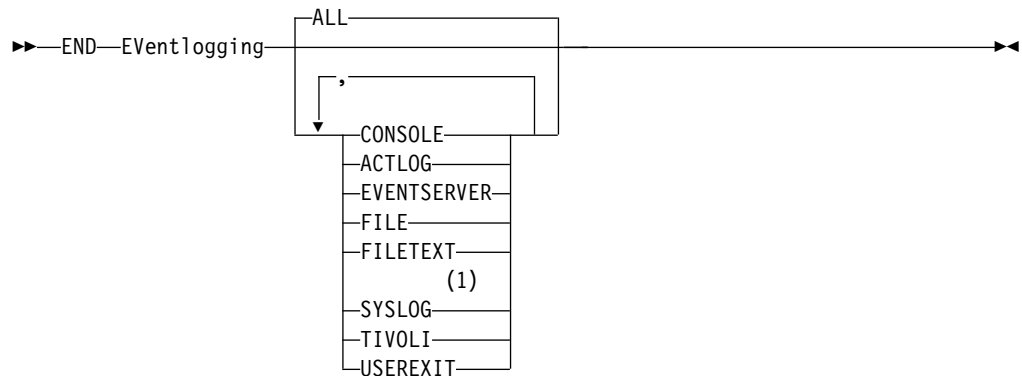 ALL
END EVentlogging
,
CONSOLE
ACTLOG
EVENTSERVER
FILE
FILETEXT
(1)
SYSLOG
TIVOLI
USEREXIT